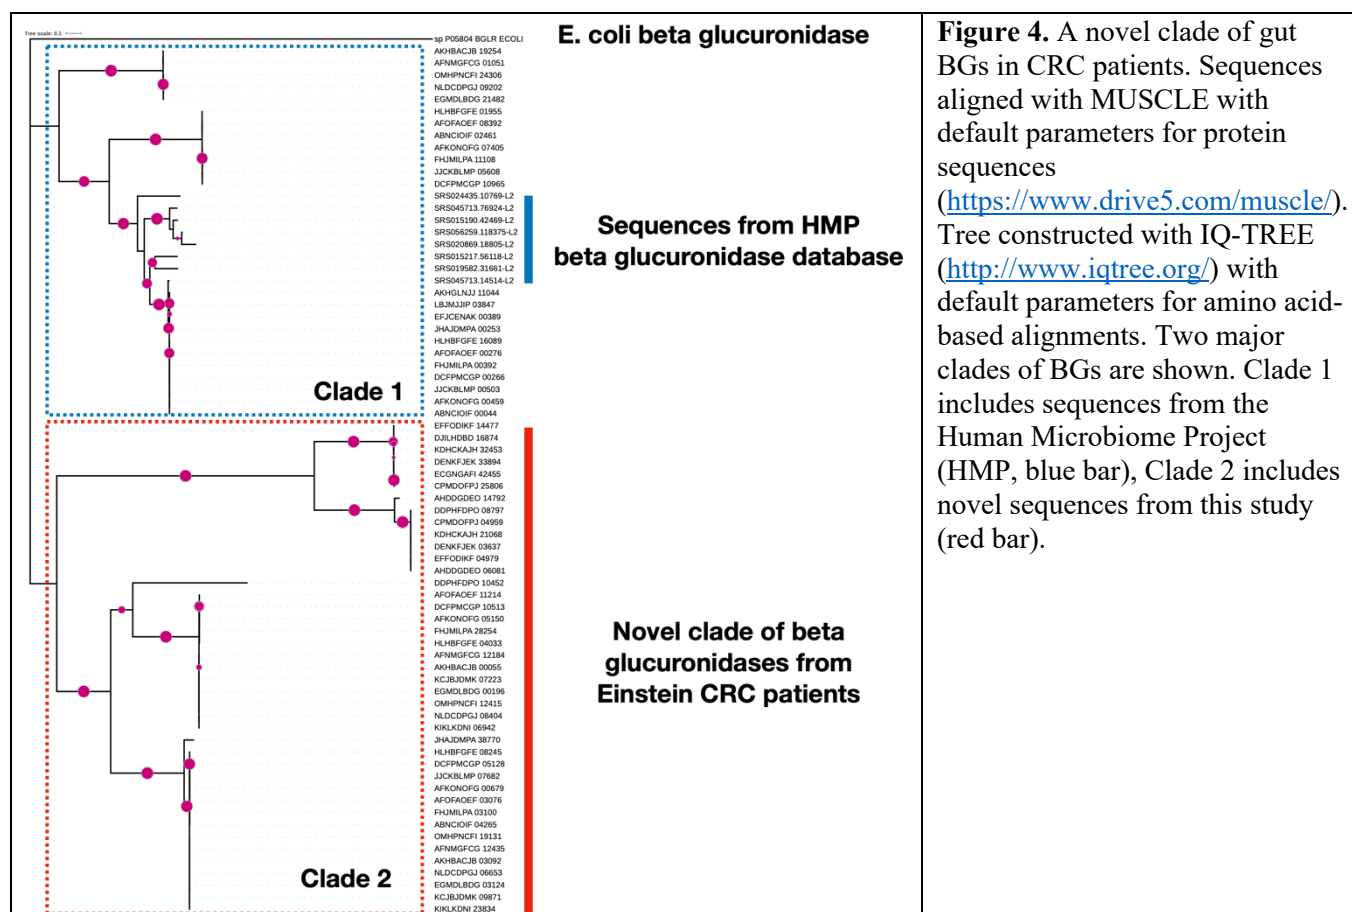 Tree scale: 0.1
sp P05804 BGLR ECOLI
E. coli beta glucuronidase
AKHBACJB 19254
AFNMGFCG 01051
OMHPNCFI 24306
NLDCDPGJ 09202
EGMDLBDG 21482
HLHBFGFE 01955
AFOFAOEF 08392
ABNCIOIF 02461
AFKONOFG 07405
FHJMILPA 11108
JJCKBLMP 05608
DCFPMCGP 10965
SRS024435.10769-L2
SRS045713.76924-L2
SRS015190.42469-L2
SRS056259.118375-L2
SRS020869.18805-L2
SRS015217.56118-L2
SRS019582.31661-L2
SRS045713.14514-L2
Sequences from HMP
beta glucuronidase database
AKHGLNJJ 11044
LBJMJJIP 03847
EFJCENAK 00389
JHAJDMPA 00253
HLHBFGFE 16089
AFOFAOEF 00276
FHJMILPA 00392
DCFPMCGP 00266
JJCKBLMP 00503
AFKONOFG 00459
ABNCIOIF 00044
Clade 1
EFFODIKF 14477
DJILHDBD 16874
KDHCKAJH 32453
DENKFJEK 33894
ECGNGAFI 42455
CPMDOFPJ 25806
AHDDGDEO 14792
DDPHFDPO 08797
CPMDOFPJ 04959
KDHCKAJH 21068
DENKFJEK 03637
EFFODIKF 04979
AHDDGDEO 06081
DDPHFDPO 10452
AFOFAOEF 11214
DCFPMCGP 10513
AFKONOFG 05150
FHJMILPA 28254
HLHBFGFE 04033
AFNMGFCG 12184
AKHBACJB 00055
KCJBJDMK 07223
EGMDLBDG 00196
OMHPNCFI 12415
NLDCDPGJ 08404
KIKLKDNI 06942
Novel clade of beta
glucuronidases from
Einstein CRC patients
JHAJDMPA 38770
HLHBFGFE 08245
DCFPMCGP 05128
JJCKBLMP 07682
AFKONOFG 00679
AFOFAOEF 03076
FHJMILPA 03100
ABNCIOIF 04265
OMHPNCFI 19131
AFNMGFCG 12435
AKHBACJB 03092
NLDCDPGJ 06653
EGMDLBDG 03124
KCJBJDMK 09871
KIKLKDNI 23834
Clade 2
Figure 4. A novel clade of gut
BGs in CRC patients. Sequences
aligned with MUSCLE with
default parameters for protein
sequences
(https://www.drive5.com/muscle/).
Tree constructed with IQ-TREE
(http://www.iqtree.org/) with
default parameters for amino acid-
based alignments. Two major
clades of BGs are shown. Clade 1
includes sequences from the
Human Microbiome Project
(HMP, blue bar), Clade 2 includes
novel sequences from this study
(red bar).